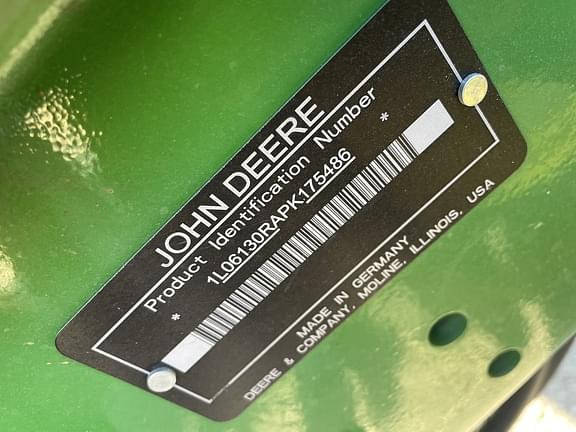 JOHN DEERE
Product Identification Number
* 1L06130RAPK175486 *
MADE IN GERMANY
DEERE & COMPANY, MOLINE, ILLINOIS, USA